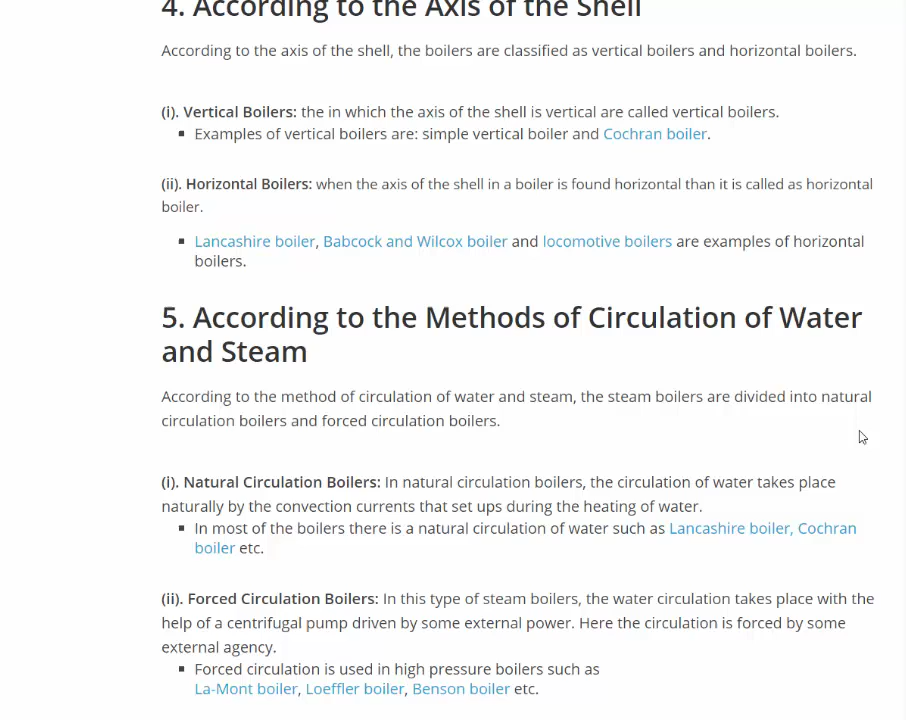 4. According to the Axis of the Shell
According to the axis of the shell, the boilers are classified as vertical boilers and horizontal boilers.
(i). Vertical Boilers: the in which the axis of the shell is vertical are called vertical boilers.
▪ Examples of vertical boilers are: simple vertical boiler and Cochran boiler.
(ii). Horizontal Boilers: when the axis of the shell in a boiler is found horizontal than it is called as horizontal
boiler.
▪ Lancashire boiler, Babcock and Wilcox boiler and locomotive boilers are examples of horizontal
boilers.
5. According to the Methods of Circulation of Water
and Steam
According to the method of circulation of water and steam, the steam boilers are divided into natural
circulation boilers and forced circulation boilers.
(i). Natural Circulation Boilers: In natural circulation boilers, the circulation of water takes place
naturally by the convection currents that set ups during the heating of water.
▪ In most of the boilers there is a natural circulation of water such as Lancashire boiler, Cochran
boiler etc.
(ii). Forced Circulation Boilers: In this type of steam boilers, the water circulation takes place with the
help of a centrifugal pump driven by some external power. Here the circulation is forced by some
external agency.
▪ Forced circulation is used in high pressure boilers such as
La-Mont boiler, Loeffler boiler, Benson boiler etc.